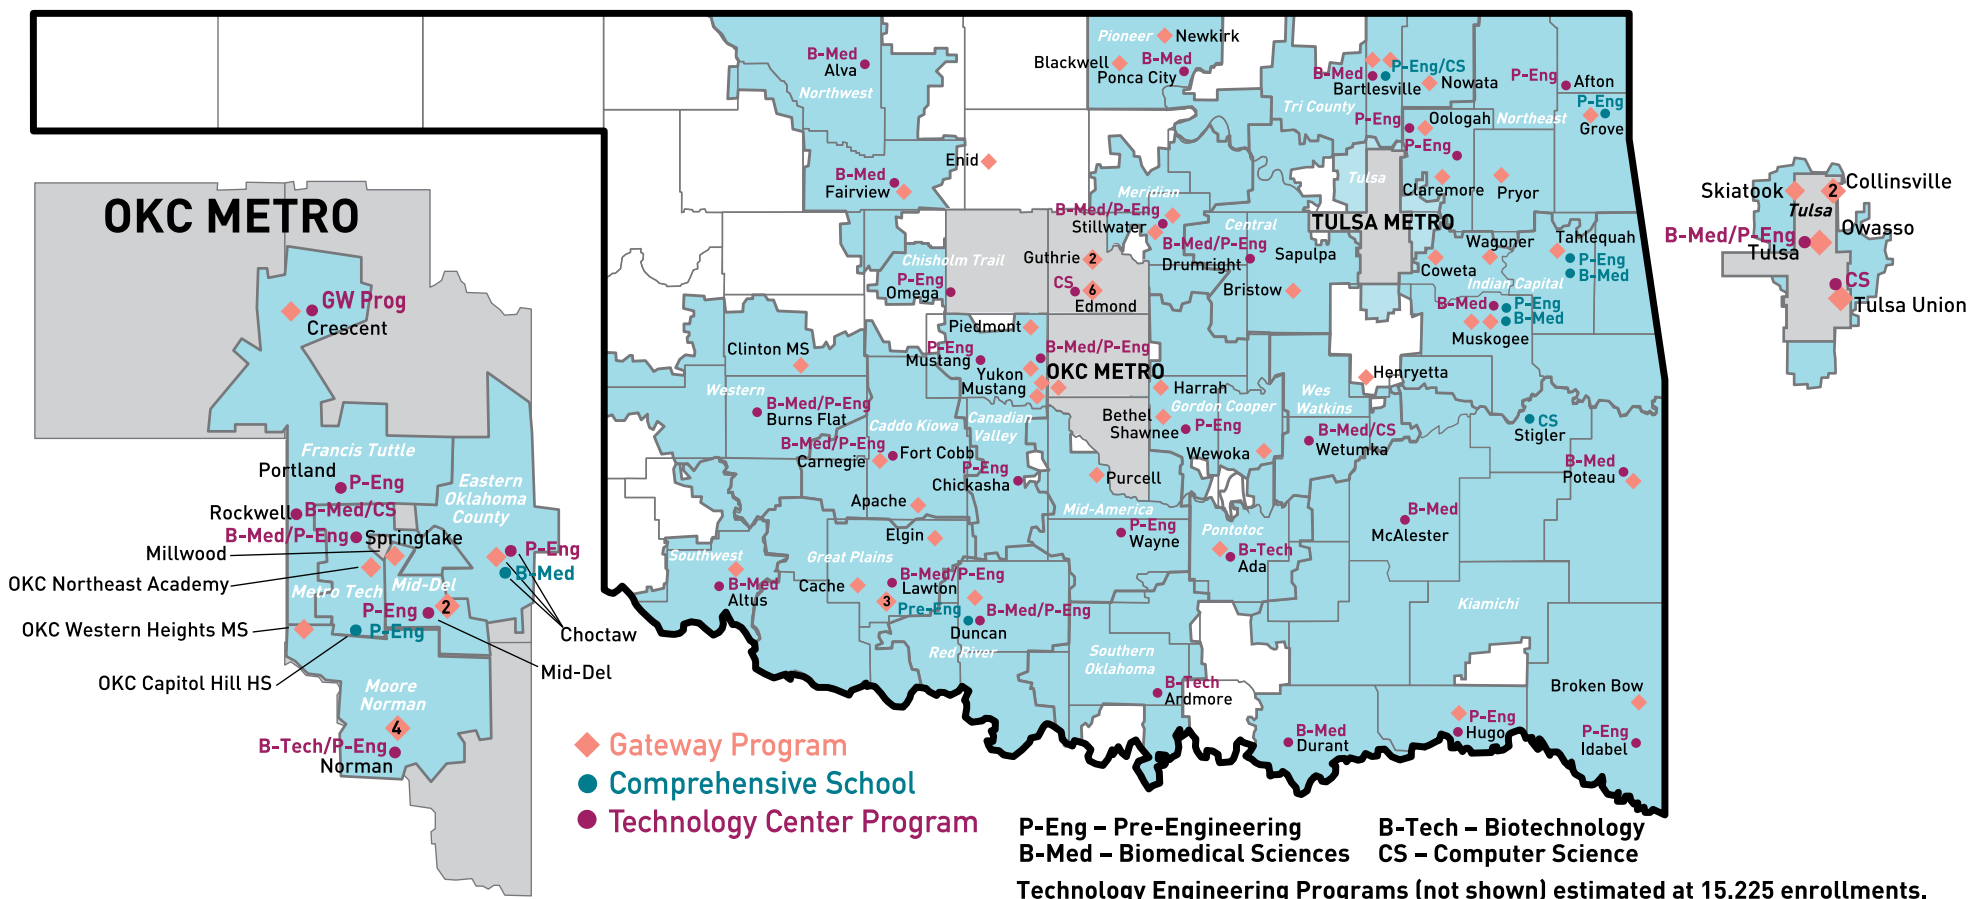 OKC METRO
GW Prog
Crescent
Francis Tuttle
Portland
P-Eng
Eastern
Oklahoma
County
Rockwell
B-Med/CS
B-Med/P-Eng
Springlake
Millwood
P-Eng
B-Med
OKC Northeast Academy
Metro Tech
Mid-Del
2
P-Eng
P-Eng
OKC Western Heights MS
Choctaw
Mid-Del
OKC Capitol Hill HS
Moore
Norman
4
B-Tech/P-Eng
Norman
B-Med
Alva
Northwest
B-Med
Fairview
Enid
Pioneer
Newkirk
Blackwell
B-Med
Ponca City
B-Med
P-Eng/CS
Bartlesville
Nowata
Tri County
P-Eng
Afton
P-Eng
Grove
Northeast
P-Eng
Oologah
P-Eng
Claremore
Pryor
Tulsa
TULSA METRO
Meridian
B-Med/P-Eng
Stillwater
Central
B-Med/P-Eng
Drumright
Sapulpa
Bristow
Guthrie
2
CS
6
Edmond
Chisholm Trail
P-Eng
Omega
Wagoner
Tahlequah
Coweta
P-Eng
B-Med
Indian Capital
B-Med
P-Eng
B-Med
Muskogee
Piedmont
Clinton MS
P-Eng
Mustang
B-Med/P-Eng
Yukon
Mustang
OKC METRO
Harrah
Henryetta
Western
B-Med/P-Eng
Burns Flat
Caddo Kiowa
Canadian
Valley
Bethel
Gordon Cooper
Shawnee
P-Eng
Wes
Watkins
B-Med/CS
Wetumka
Wewoka
CS
Stigler
B-Med/P-Eng
Carnegie
Fort Cobb
P-Eng
Chickasha
Purcell
B-Med
Poteau
Apache
Mid-America
P-Eng
Wayne
Pontotoc
B-Tech
Ada
B-Med
McAlester
Elgin
Southwest
B-Med
Altus
Great Plains
Cache
B-Med/P-Eng
Lawton
3
Pre-Eng
B-Med/P-Eng
Duncan
Red River
Southern
Oklahoma
B-Tech
Ardmore
Kiamichi
Broken Bow
B-Med
Durant
P-Eng
Hugo
P-Eng
Idabel
Skiatook
2
Collinsville
Tulsa
Owasso
B-Med/P-Eng
Tulsa
CS
Tulsa Union
Gateway Program
Comprehensive School
Technology Center Program
P-Eng – Pre-Engineering
B-Tech – Biotechnology
B-Med – Biomedical Sciences
CS – Computer Science
Technology Engineering Programs (not shown) estimated at 15,225 enrollments.